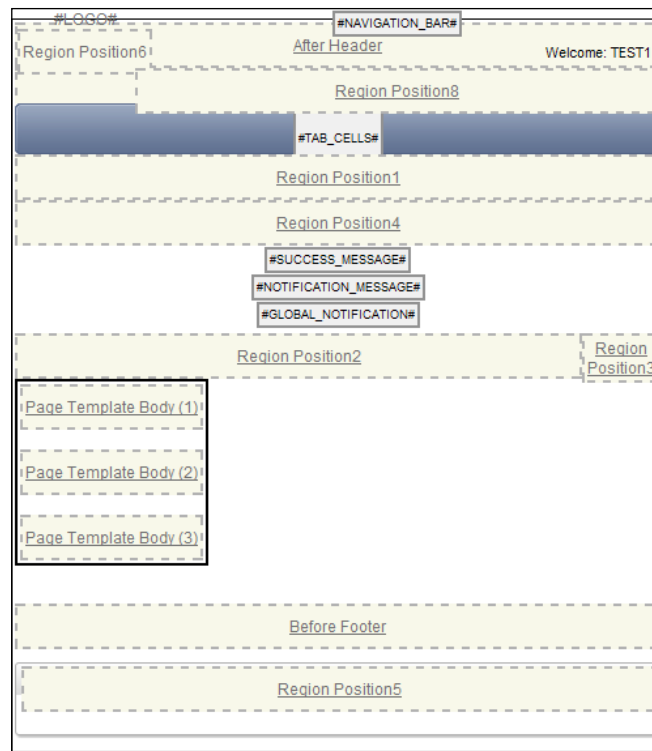 #LOGO#
#NAVIGATION_BAR#
Region Position6
After Header
Welcome: TEST1
Region Position8
#TAB_CELLS#
Region Position1
Region Position4
#SUCCESS_MESSAGE#
#NOTIFICATION_MESSAGE#
#GLOBAL_NOTIFICATION#
Region Position2
Region
Position3
Page Template Body (1)
Page Template Body (2)
Page Template Body (3)
Before Footer
Region Position5